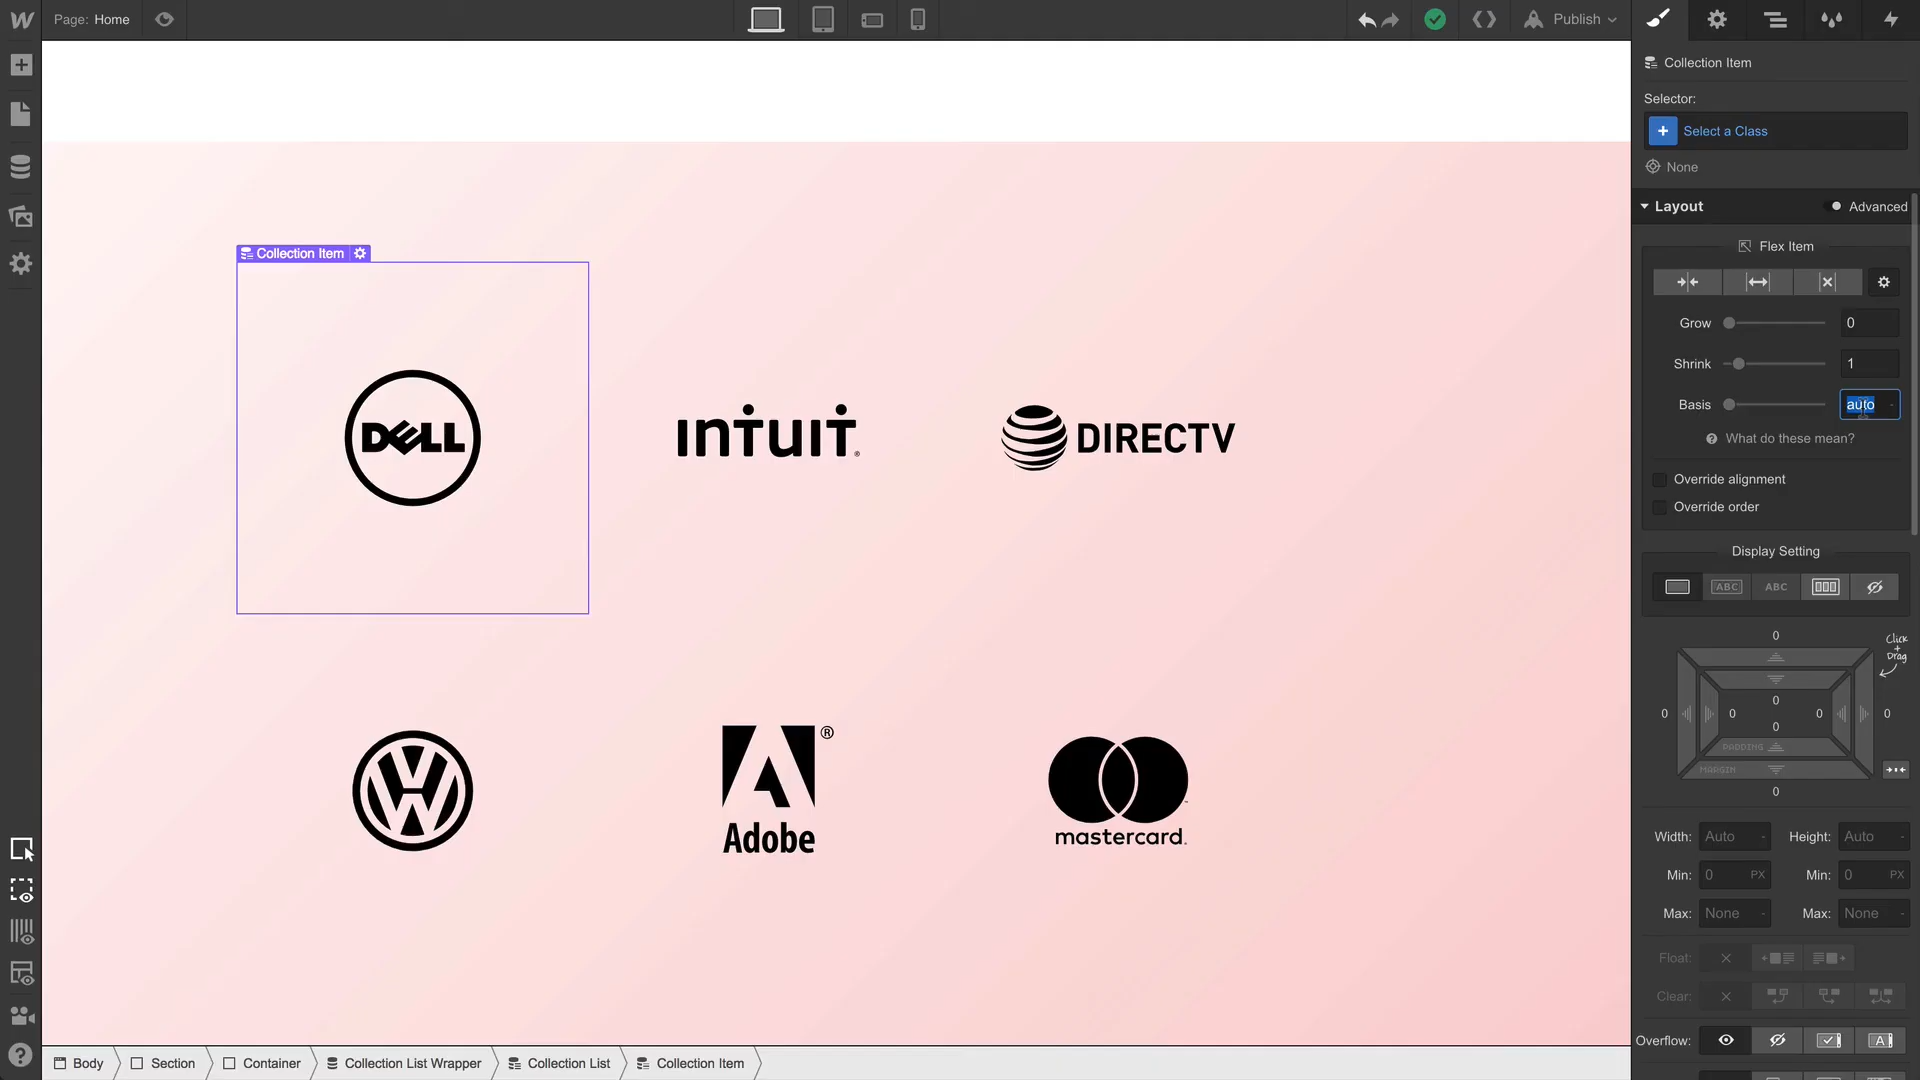 Page: Home
Publish
Collection Item
Selector:
+ Select a Class
None
Layout
Advanced
Flex Item
Grow
0
Shrink
1
Basis
auto
-
What do these mean?
Override alignment
Override order
Display Setting
ABC
ABC
0
Click
+
Drag
0
0
0
0
0
0
PADDING
MARGIN
0
Width: Auto -
Height: Auto -
Min: 0 PX
Min: 0 PX
Max: None -
Max: None -
Float:
Clear:
Overflow:
A
Collection Item
DELL
intuit®
DIRECTV
Adobe®
mastercard.
Body
Section
Container
Collection List Wrapper
Collection List
Collection Item